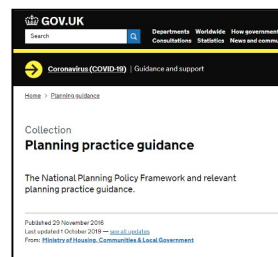 GOV.UK
Search
Departments Worldwide How government
Consultations Statistics News and commu
Coronavirus (COVID-19) | Guidance and support
Home > Planning guidance
Collection
Planning practice guidance
The National Planning Policy Framework and relevant
planning practice guidance.
Published 29 November 2016
Last updated 1 October 2019 — see all updates
From: Ministry of Housing, Communities & Local Government